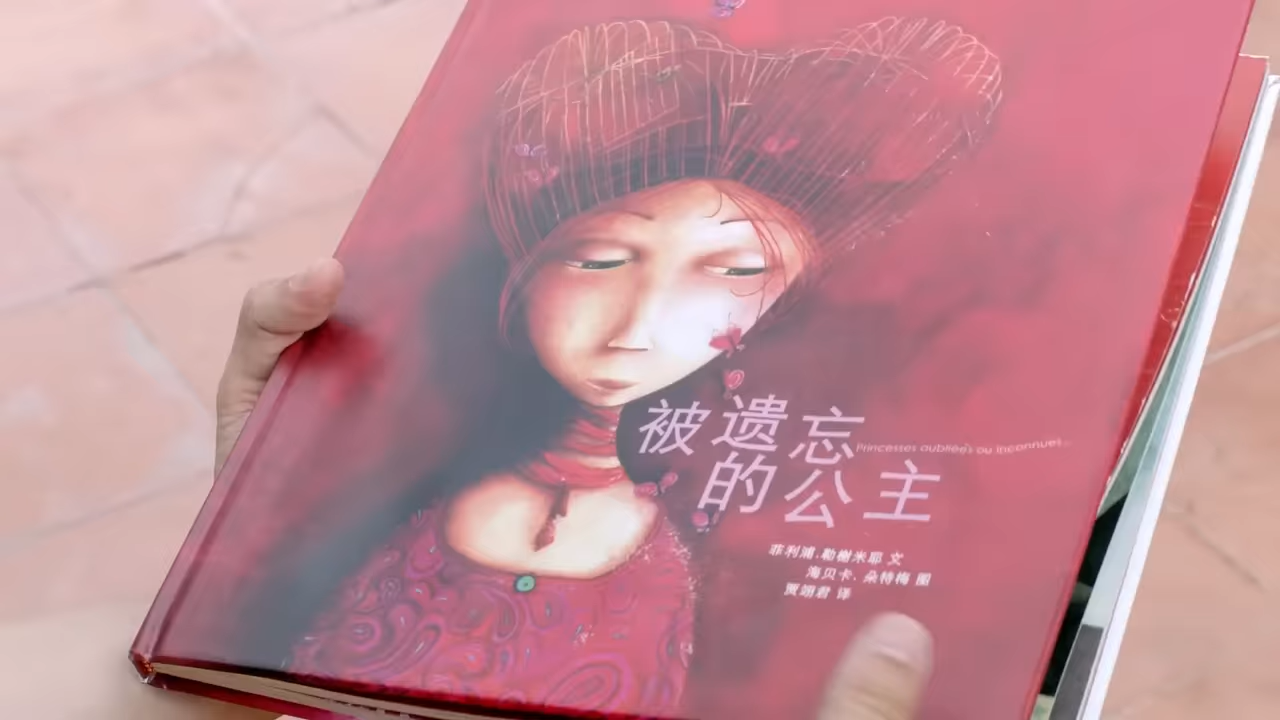 被遗忘
Princesses oubliées ou inconnues...
的公主
菲利浦.勒榭米耶 文
海贝卡.朵特梅 图
贾翊君 译